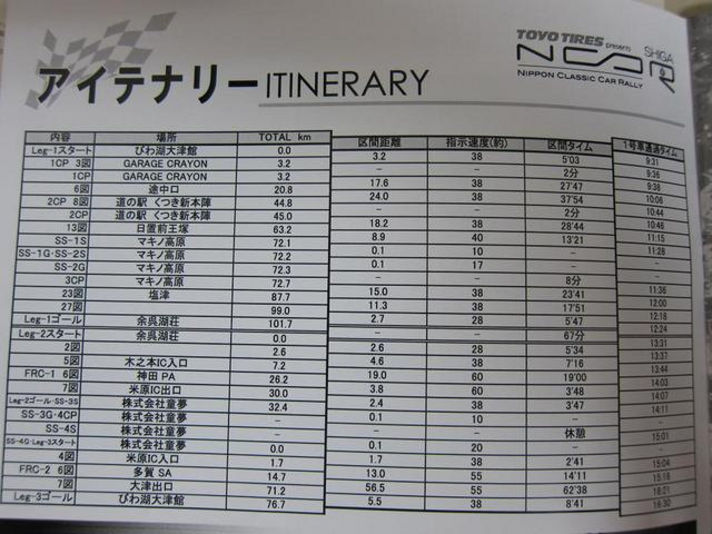 TOYO TIRES presents
NCCR SHIGA
NIPPON CLASSIC CAR RALLY
アイテナリー ITINERARY
内容 場所 TOTAL km 区間距離 指示速度(約) 区間タイム 1号車通過タイム
Leg-1スタート びわ湖大津館 0.0 3.2 38 5'03 9:31
1CP 3図 GARAGE CRAYON 3.2 - - 2分 9:36
1CP GARAGE CRAYON 3.2 17.6 38 27'47 9:38
6図 途中口 20.8 24.0 38 37'54 10:06
2CP 8図 道の駅 くつき新本陣 44.8 - - 2分 10:44
2CP 道の駅 くつき新本陣 45.0 18.2 38 28'44 10:46
13図 日置前王塚 63.2 8.9 40 13'21 11:15
SS-1S マキノ高原 72.1 0.1 10 - 11:28
SS-1G・SS-2S マキノ高原 72.2 0.1 17 - -
SS-2G マキノ高原 72.3 - - 8分 -
3CP マキノ高原 72.7 15.0 38 23'41 11:36
23図 塩津 87.7 11.3 38 17'51 12:00
27図 99.0 2.7 28 5'47 12:18
Leg-1ゴール 余呉湖荘 101.7 - - 67分 12:24
Leg-2スタート 余呉湖荘 0.0 2.6 28 5'34 13:31
2図 2.6 4.6 38 7'16 13:37
5図 木之本IC入口 7.2 19.0 60 19'00 13:44
FRC-1 6図 神田 PA 26.2 3.8 60 3'48 14:03
7図 米原IC出口 30.0 2.4 38 3'47 14:07
Leg-2ゴール・SS-3S 株式会社童夢 32.4 0.1 10 - 14:11
SS-3G・4CP 株式会社童夢 - - - 休憩 -
SS-4S 株式会社童夢 - 0.1 20 - -
SS-4G・Leg-3スタート 株式会社童夢 0.0 1.7 38 2'41 15:01
4図 米原IC入口 1.7 13.0 55 14'11 15:04
FRC-2 6図 多賀 SA 14.7 56.5 55 62'38 15:18
7図 大津出口 71.2 5.5 38 8'41 16:21
Leg-3ゴール びわ湖大津館 76.7 16:30